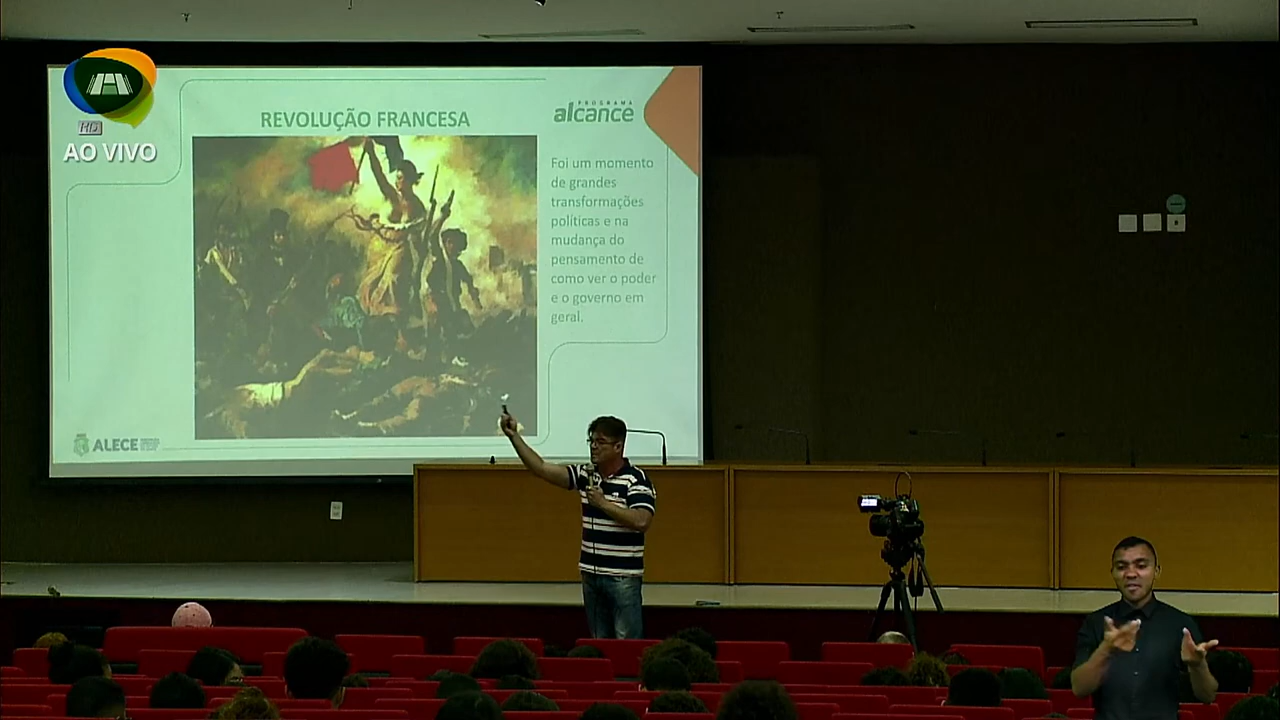 HD
AO VIVO
REVOLUÇÃO FRANCESA
PROGRAMA
alcance
Foi um momento
de grandes
transformações
políticas e na
mudança do
pensamento de
como ver o poder
e o governo em
geral.
ALECE